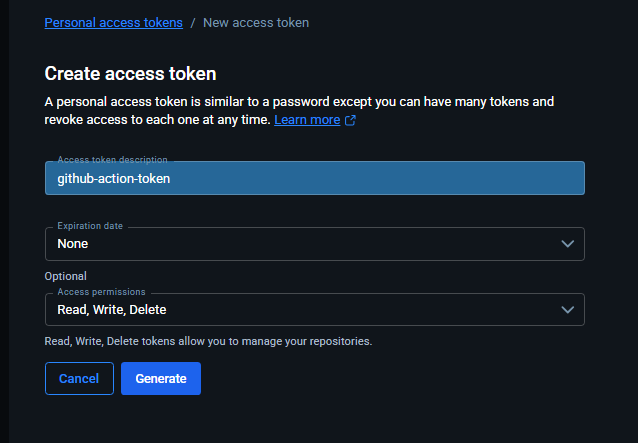 Personal access tokens / New access token
Create access token
A personal access token is similar to a password except you can have many tokens and
revoke access to each one at any time. Learn more
Access token description
github-action-token
Expiration date
None
Optional
Access permissions
Read, Write, Delete
Read, Write, Delete tokens allow you to manage your repositories.
Cancel Generate